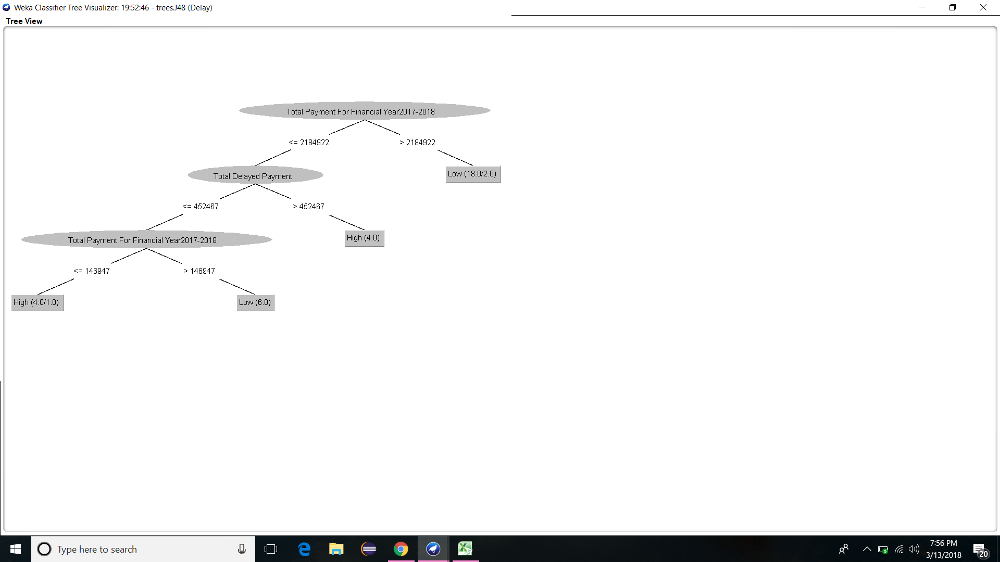 Weka Classifier Tree Visualizer: 19:52:46 - trees.J48 (Delay)
Tree View
Total Payment For Financial Year2017-2018
<= 2184922
> 2184922
Total Delayed Payment
Low (18.0/2.0)
<= 452467
> 452467
Total Payment For Financial Year2017-2018
High (4.0)
<= 146947
> 146947
High (4.0/1.0)
Low (6.0)
Type here to search
7:56 PM
3/13/2018
20